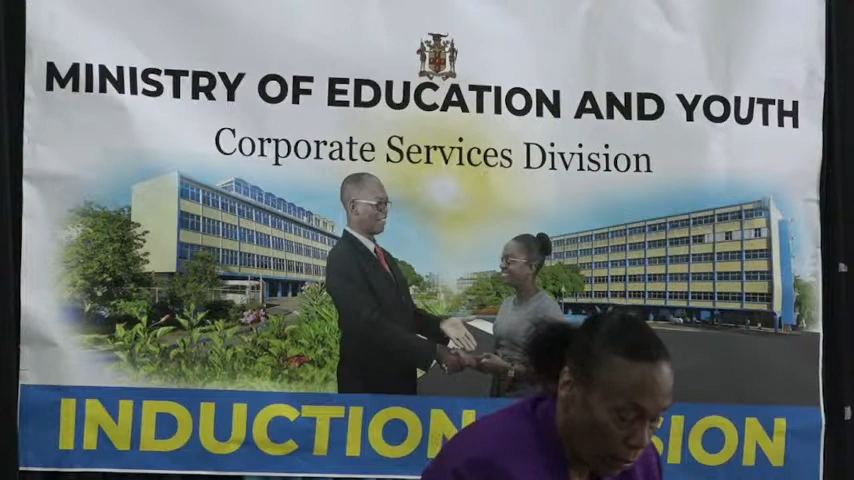 MINISTRY OF EDUCATION AND YOUTH
Corporate Services Division
INDUCTION